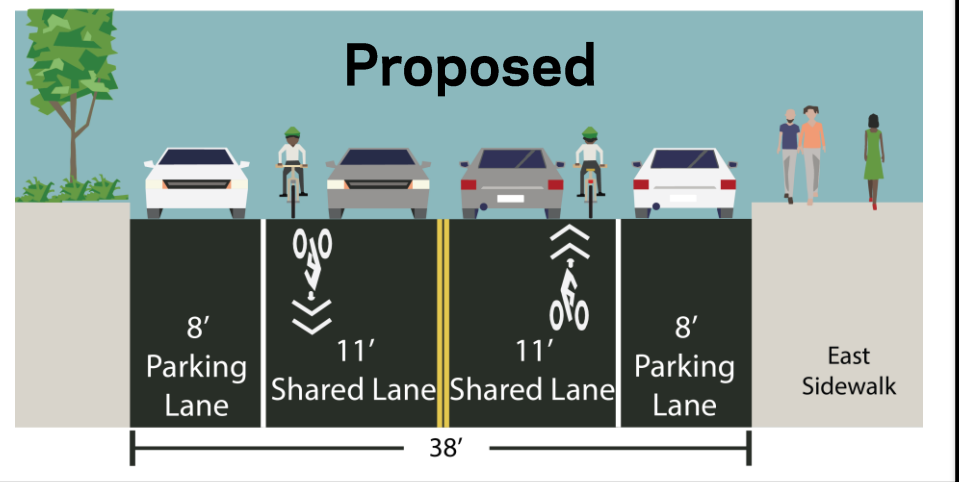 Proposed
8′
Parking
Lane
11′
Shared Lane
11′
Shared Lane
8′
Parking
Lane
East
Sidewalk
38′